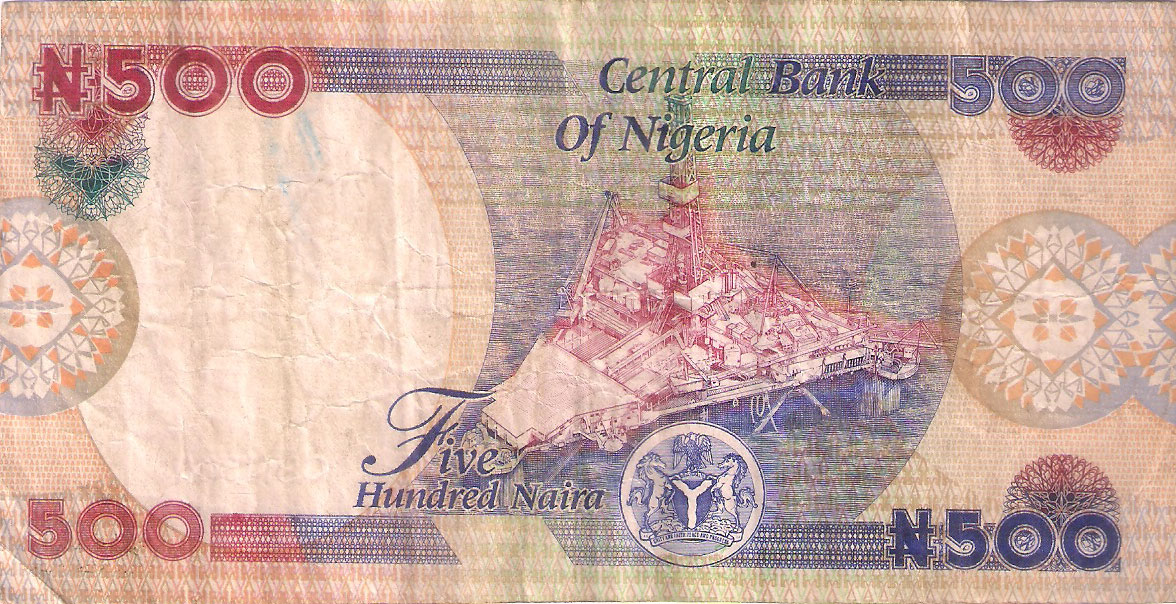 ₦500
Central Bank
Of Nigeria
500
Five
Hundred Naira
500
₦500